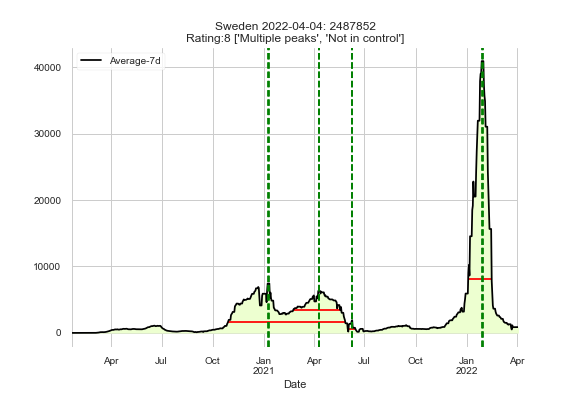 Sweden 2022-04-04: 2487852
Rating:8 ['Multiple peaks', 'Not in control']
Average-7d
40000
30000
20000
10000
0
Apr Jul Oct Jan Apr Jul Oct Jan Apr
2021 2022
Date